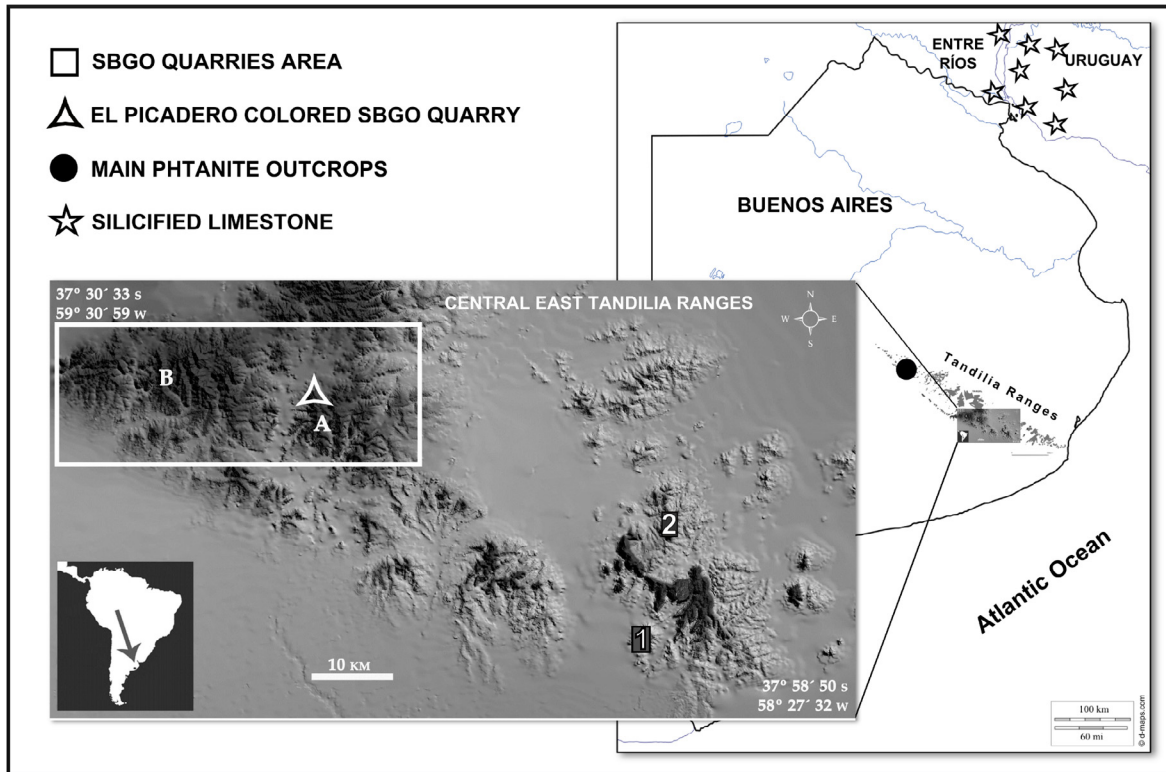 SBGO QUARRIES AREA
EL PICADERO COLORED SBGO QUARRY
MAIN PHTANITE OUTCROPS
SILICIFIED LIMESTONE
ENTRE
RÍOS
URUGUAY
BUENOS AIRES
Tandilia Ranges
Atlantic Ocean
37° 30´ 33 S
59° 30´ 59 W
CENTRAL EAST TANDILIA RANGES
N
W
E
S
B
A
2
1
10 KM
37° 58´ 50 S
58° 27´ 32 W
100 km
60 mi
© d-maps.com